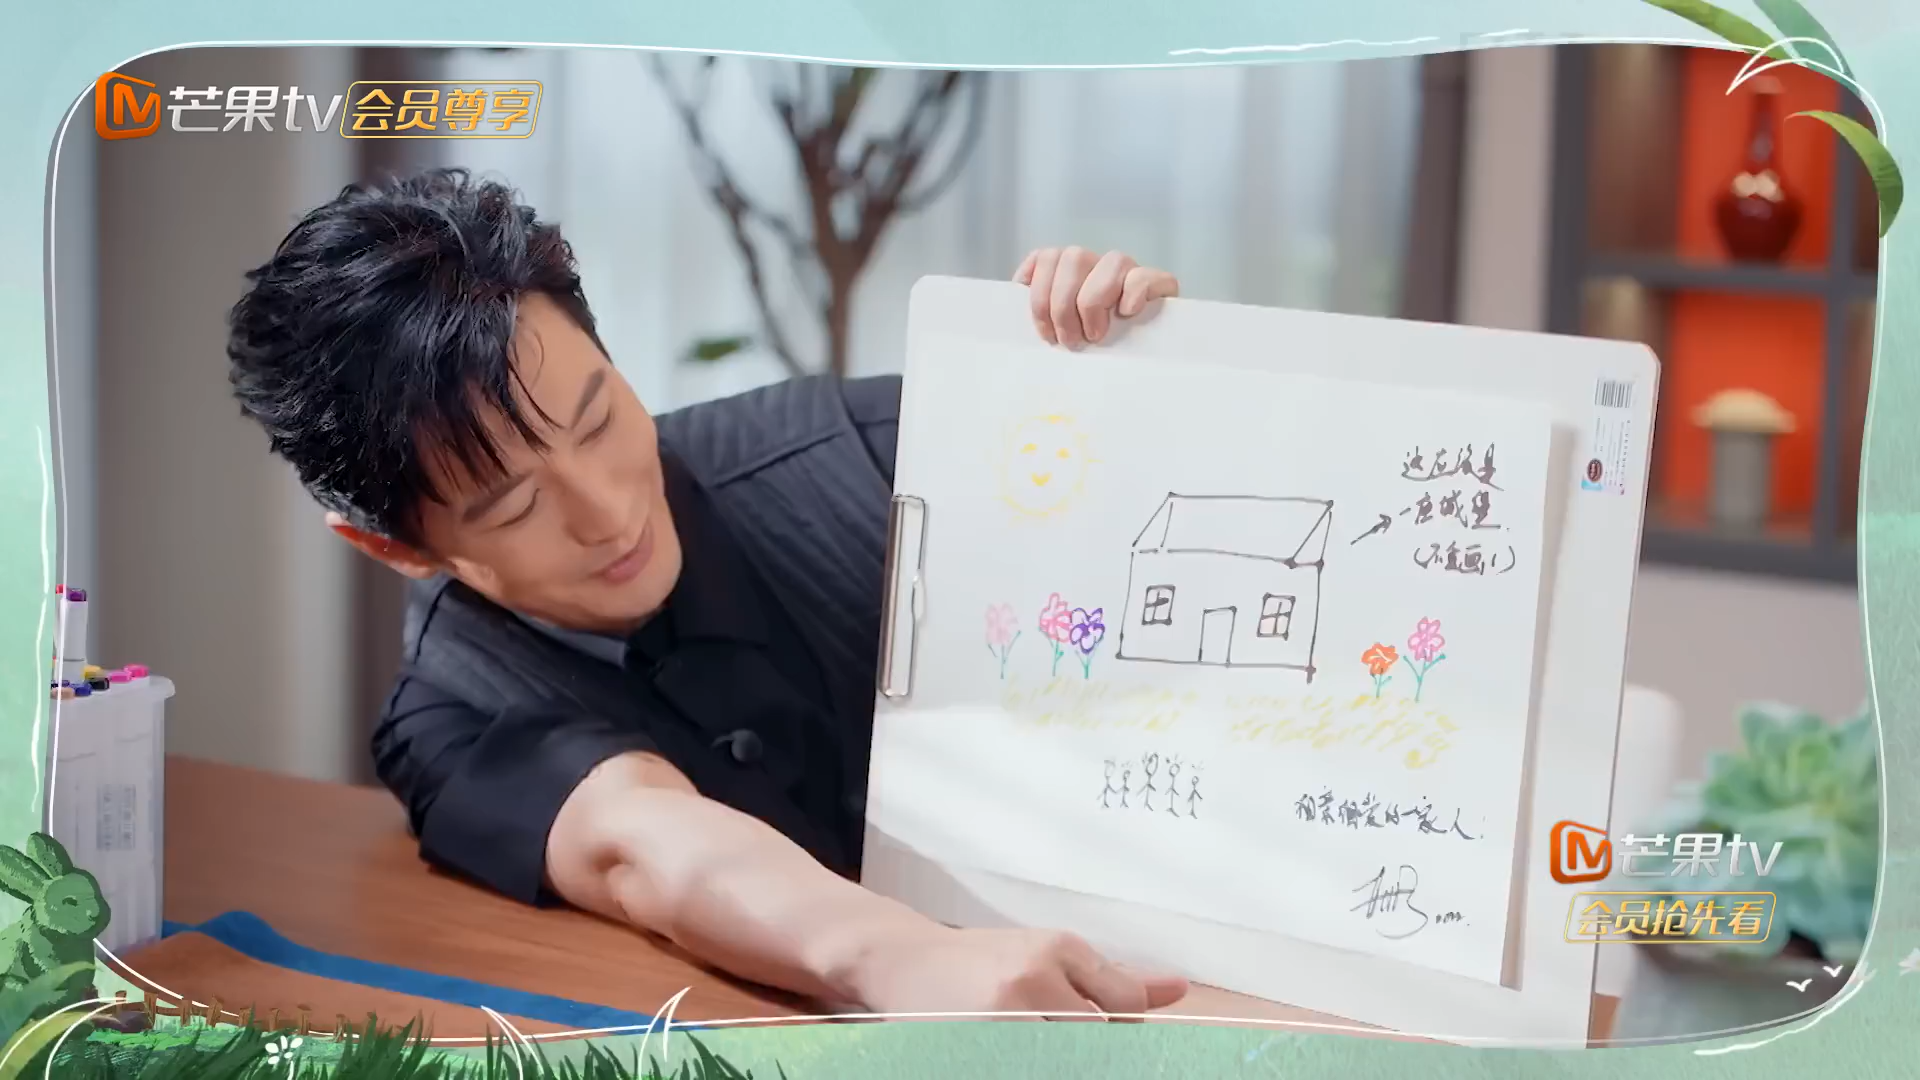 芒果tv会员尊享
这应该是
一座城堡.
(不会画!)
相亲相爱的一家人!
芒果tv
会员抢先看